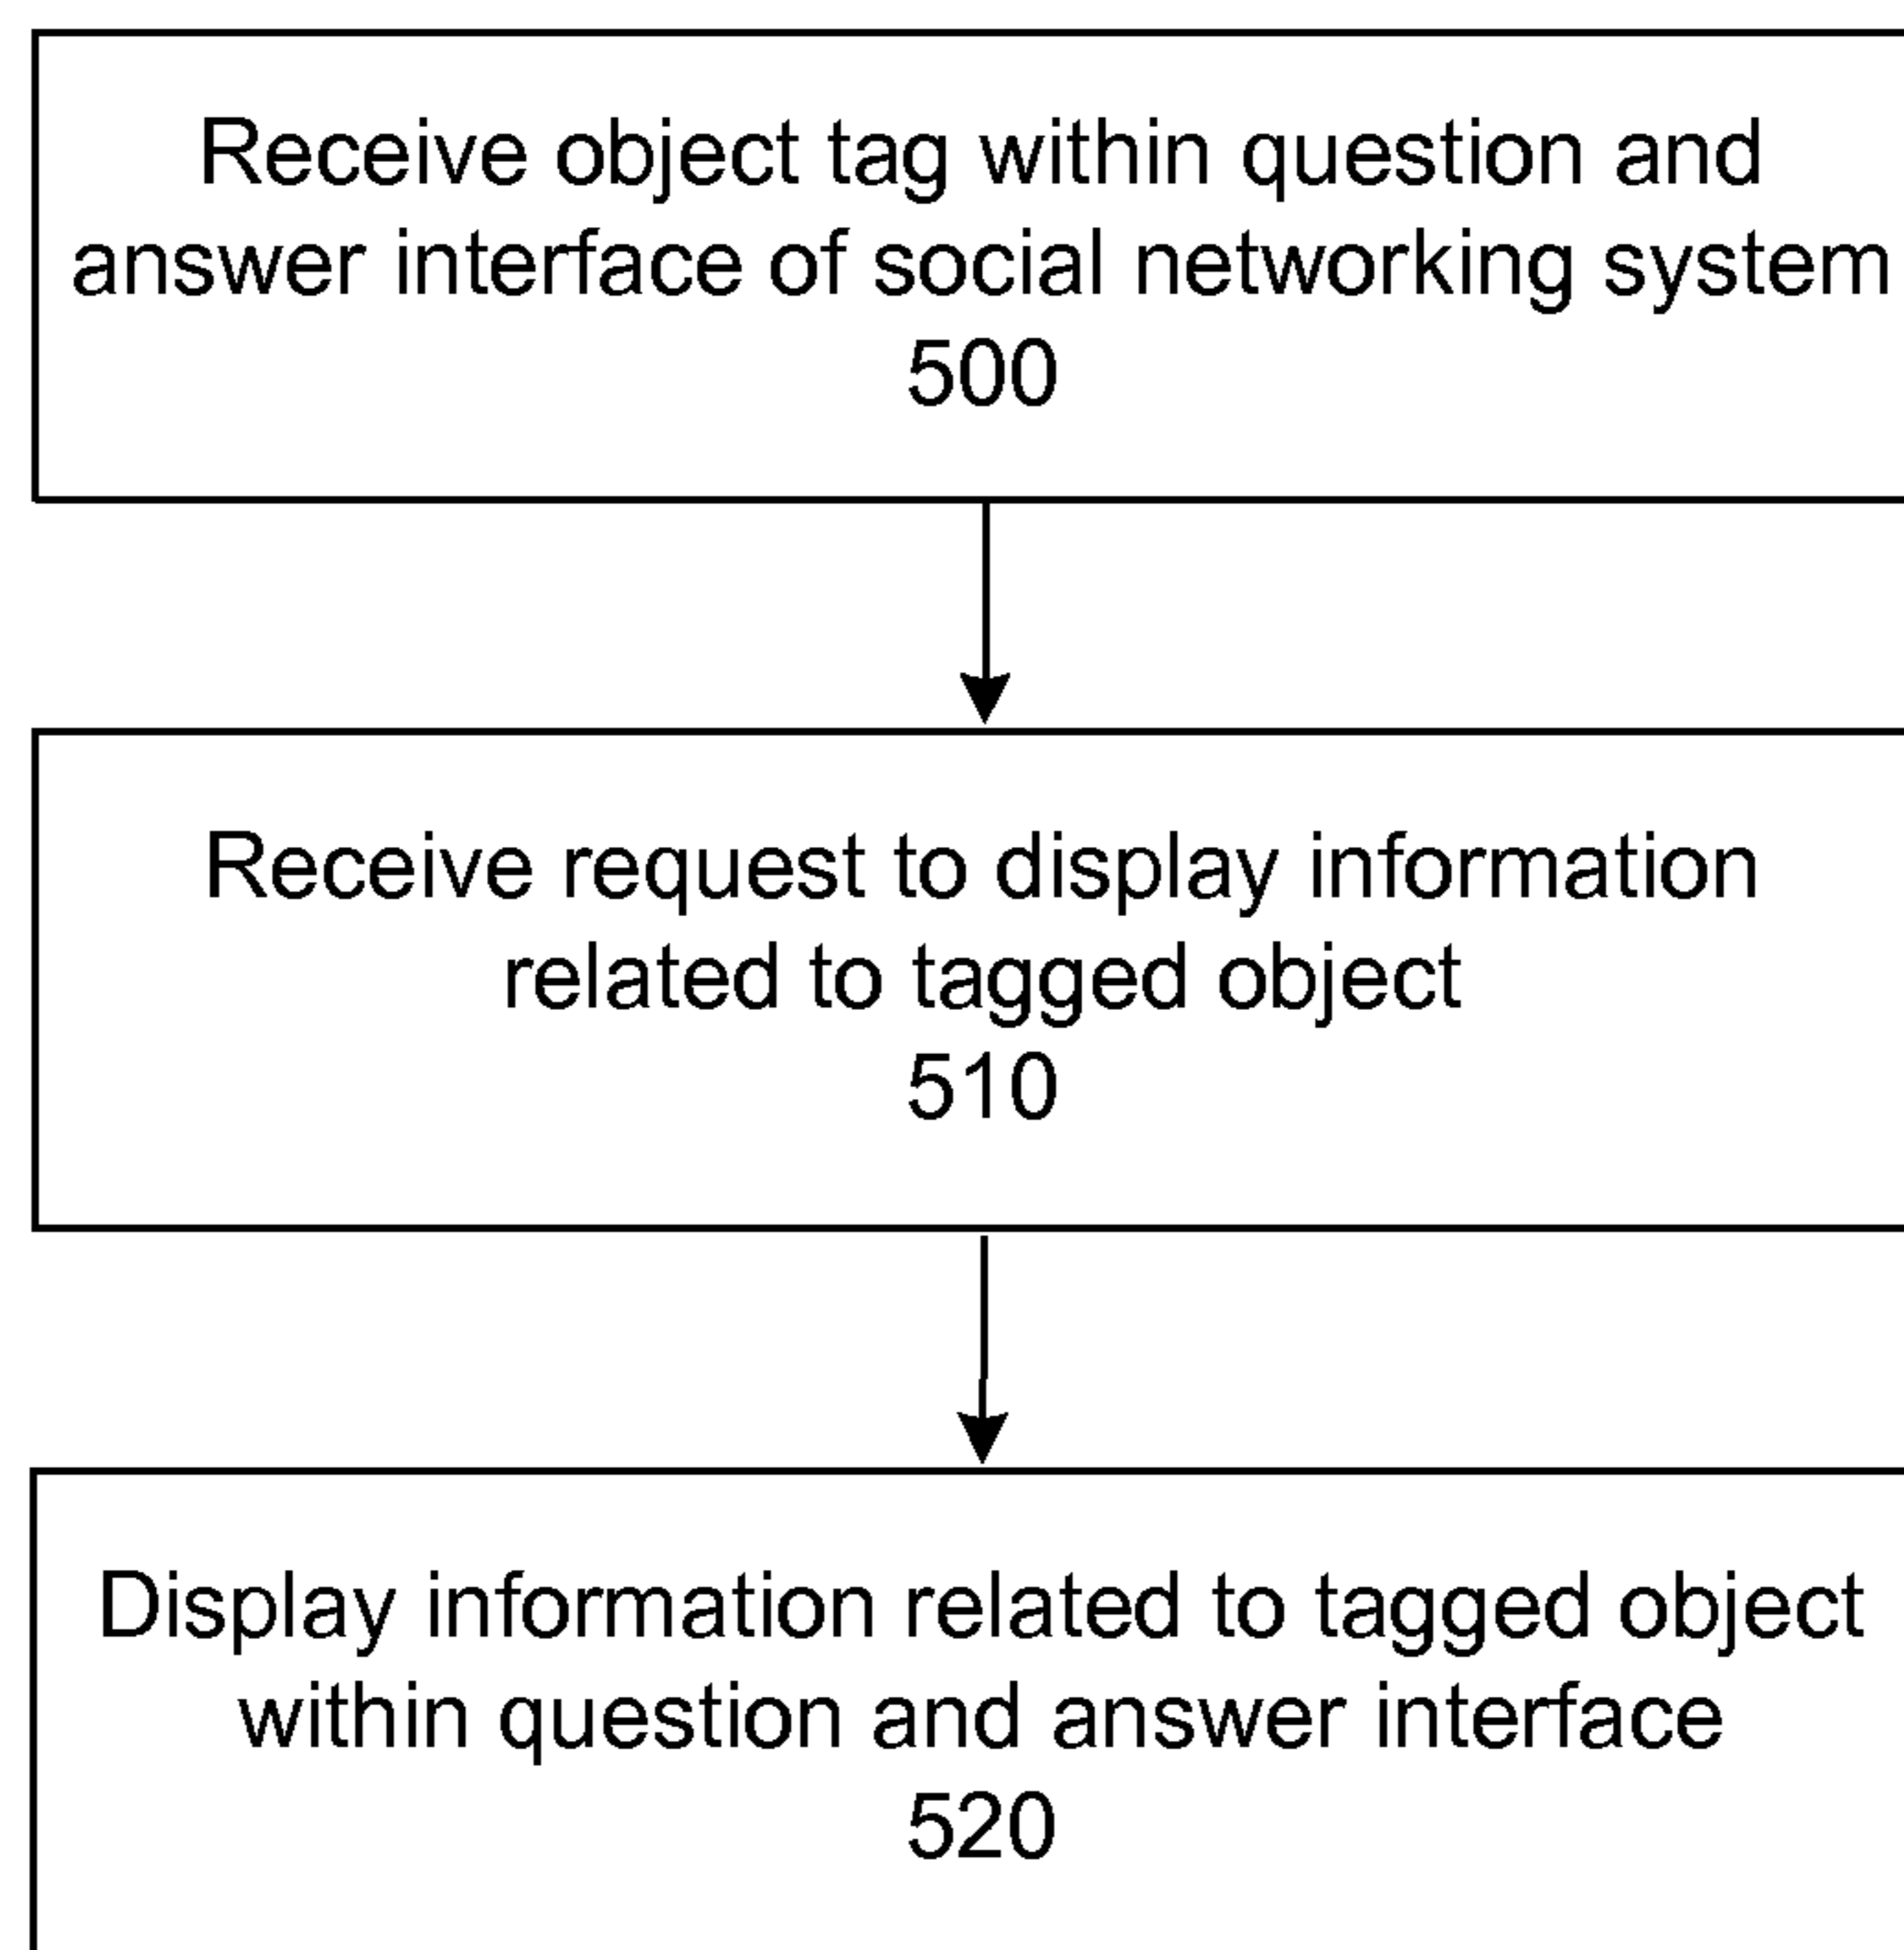 Receive object tag within question and
answer interface of social networking system
500
Receive request to display information
related to tagged object
510
Display information related to tagged object
within question and answer interface
520